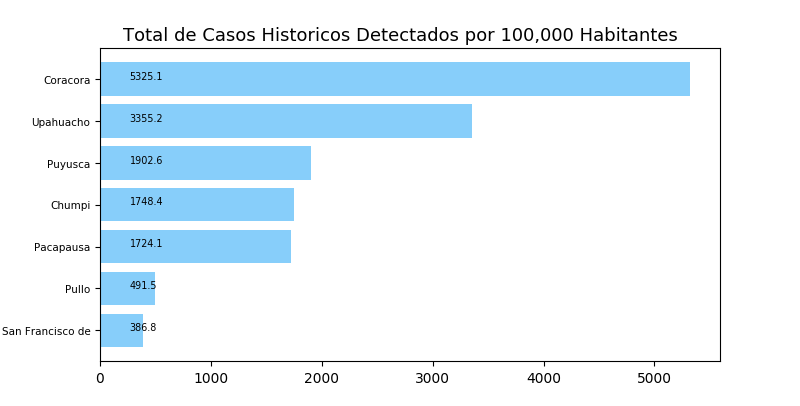 Total de Casos Historicos Detectados por 100,000 Habitantes
Coracora 5325.1
Upahuacho 3355.2
Puyusca 1902.6
Chumpi 1748.4
Pacapausa 1724.1
Pullo 491.5
San Francisco de 386.8
0 1000 2000 3000 4000 5000